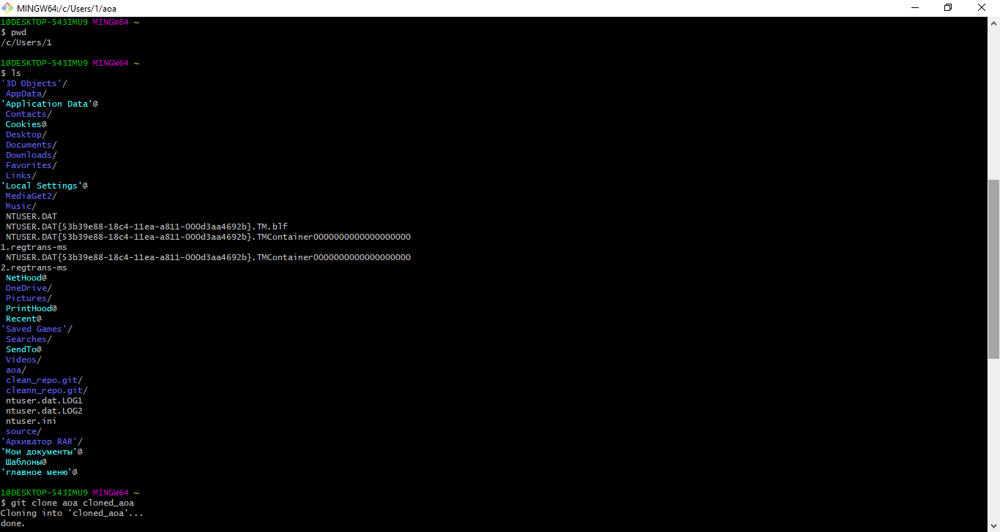 MINGW64:/c/Users/1/aoa
1@DESKTOP-543IMU9 MINGW64 ~
$ pwd
/c/Users/1
1@DESKTOP-543IMU9 MINGW64 ~
$ ls
'3D Objects'/
AppData/
'Application Data'@
Contacts/
Cookies@
Desktop/
Documents/
Downloads/
Favorites/
Links/
'Local Settings'@
MediaGet2/
Music/
NTUSER.DAT
NTUSER.DAT{53b39e88-18c4-11ea-a811-000d3aa4692b}.TM.blf
NTUSER.DAT{53b39e88-18c4-11ea-a811-000d3aa4692b}.TMContainer0000000000000000000
1.regtrans-ms
NTUSER.DAT{53b39e88-18c4-11ea-a811-000d3aa4692b}.TMContainer0000000000000000000
2.regtrans-ms
NetHood@
OneDrive/
Pictures/
PrintHood@
Recent@
'Saved Games'/
Searches/
SendTo@
Videos/
aoa/
clean_repo.git/
cleann_repo.git/
ntuser.dat.LOG1
ntuser.dat.LOG2
ntuser.ini
source/
'Архиватор RAR'/
'Мои документы'@
Шаблоны@
'главное меню'@
1@DESKTOP-543IMU9 MINGW64 ~
$ git clone aoa cloned_aoa
Cloning into 'cloned_aoa'...
done.